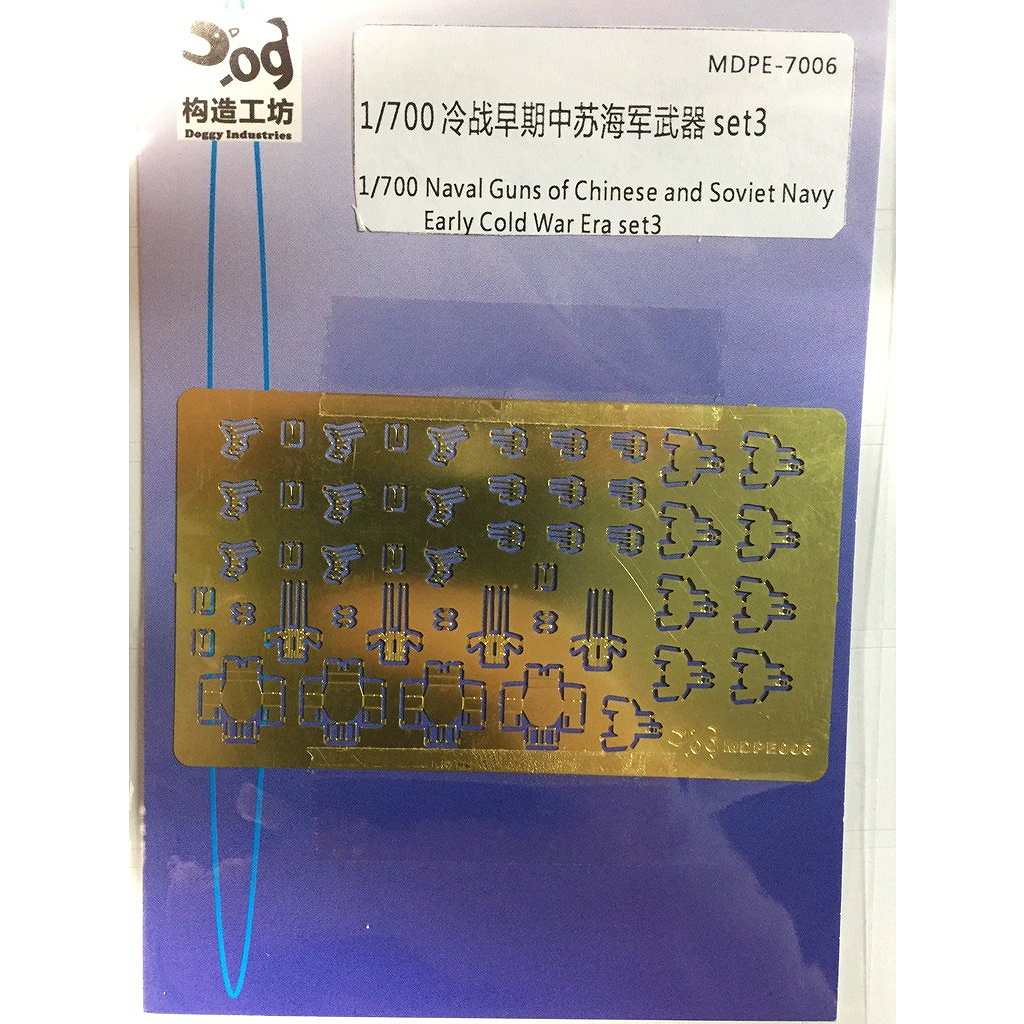 Dog
构造工坊
Doggy Industries
MDPE-7006
1/700 冷战早期中苏海军武器 set3
1/700 Naval Guns of Chinese and Soviet Navy
Early Cold War Era set3
Dog MDPE006